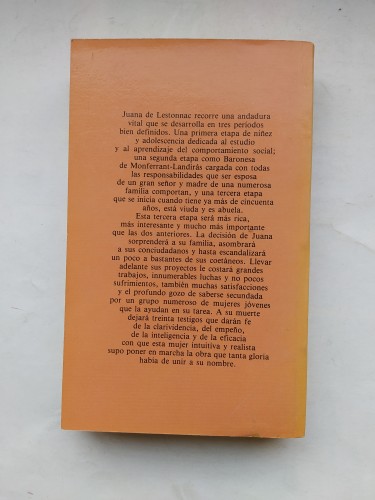 Juana de Lestonnac recorre una andadura
vital que se desarrolla en tres períodos
bien definidos. Una primera etapa de niñez
y adolescencia dedicada al estudio
y al aprendizaje del comportamiento social;
una segunda etapa como Baronesa
de Monferrant-Landirás cargada con todas
las responsabilidades que ser esposa
de un gran señor y madre de una numerosa
familia comportan, y una tercera etapa
que se inicia cuando tiene ya más de cincuenta
años, está viuda y es abuela.
Esta tercera etapa será más rica,
más interesante y mucho más importante
que las dos anteriores. La decisión de Juana
sorprenderá a su familia, asombrará
a sus conciudadanos y hasta escandalizará
un poco a bastantes de sus coetáneos. Llevar
adelante sus proyectos le costará grandes
trabajos, innumerables luchas y no pocos
sufrimientos, también muchas satisfacciones
y el profundo gozo de saberse secundada
por un grupo numeroso de mujeres jóvenes
que la ayudan en su tarea. A su muerte
dejará treinta testigos que darán fe
de la clarividencia, del empeño,
de la inteligencia y de la eficacia
con que esta mujer intuitiva y realista
supo poner en marcha la obra que tanta gloria
había de unir a su nombre.